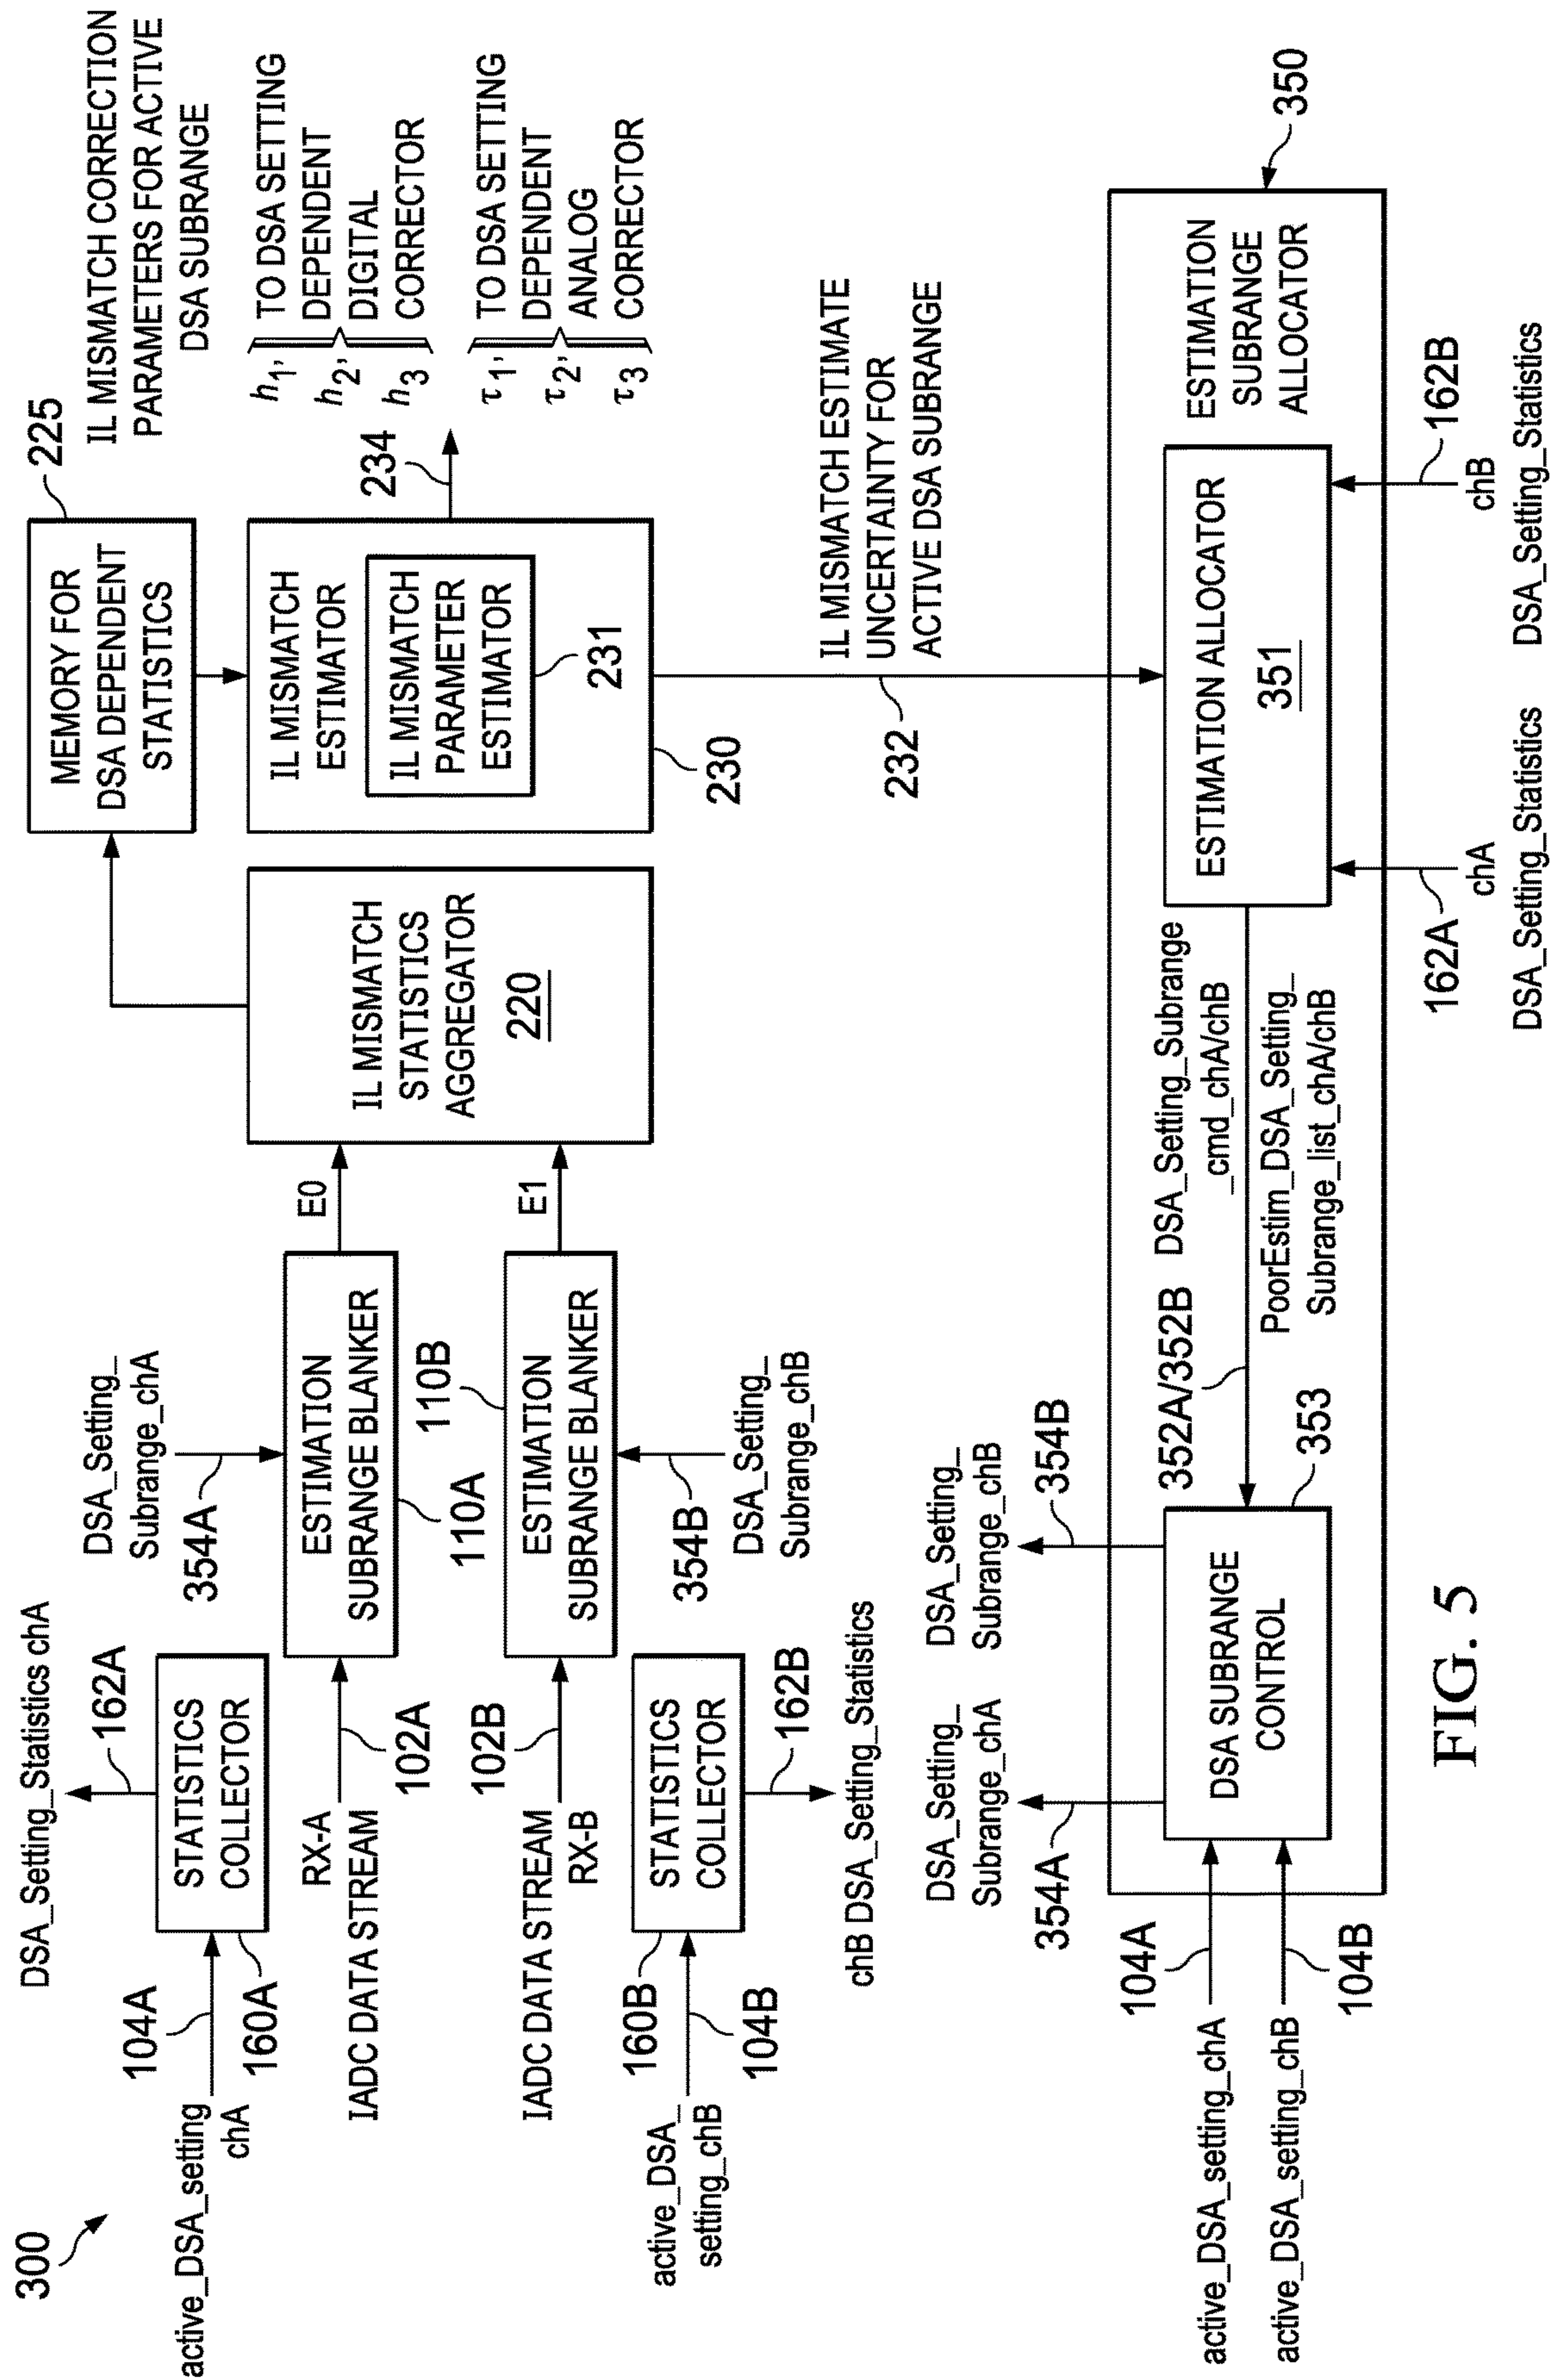 300
active_DSA_setting
chA
104A
160A
STATISTICS
COLLECTOR
162A
DSA_Setting_Statistics chA
RX-A
IADC DATA STREAM
102A
DSA_Setting_
Subrange_chA
354A
ESTIMATION
SUBRANGE BLANKER
110A
E0
IADC DATA STREAM
RX-B
102B
110B
ESTIMATION
SUBRANGE BLANKER
354B
DSA_Setting_
Subrange_chB
E1
active_DSA_
setting_chB
104B
160B
STATISTICS
COLLECTOR
162B
chB DSA_Setting_Statistics
IL MISMATCH
STATISTICS
AGGREGATOR
220
MEMORY FOR
DSA DEPENDENT
STATISTICS
225
IL MISMATCH
ESTIMATOR
IL MISMATCH
PARAMETER
ESTIMATOR
231
230
234
IL MISMATCH CORRECTION
PARAMETERS FOR ACTIVE
DSA SUBRANGE
h1,
h2,
h3
TO DSA SETTING
DEPENDENT
DIGITAL
CORRECTOR
τ1,
τ2,
τ3
TO DSA SETTING
DEPENDENT
ANALOG
CORRECTOR
232
IL MISMATCH ESTIMATE
UNCERTAINTY FOR
ACTIVE DSA SUBRANGE
active_DSA_setting_chA
104A
active_DSA_setting_chB
104B
DSA_Setting_
Subrange_chA
354A
DSA_Setting_
Subrange_chB
354B
DSA SUBRANGE
CONTROL
353
352A/352B
DSA_Setting_Subrange
_cmd_chA/chB
PoorEstim_DSA_Setting_
Subrange_list_chA/chB
ESTIMATION ALLOCATOR
351
ESTIMATION
SUBRANGE
ALLOCATOR
350
162A
chA
DSA_Setting_Statistics
162B
chB
DSA_Setting_Statistics
FIG. 5